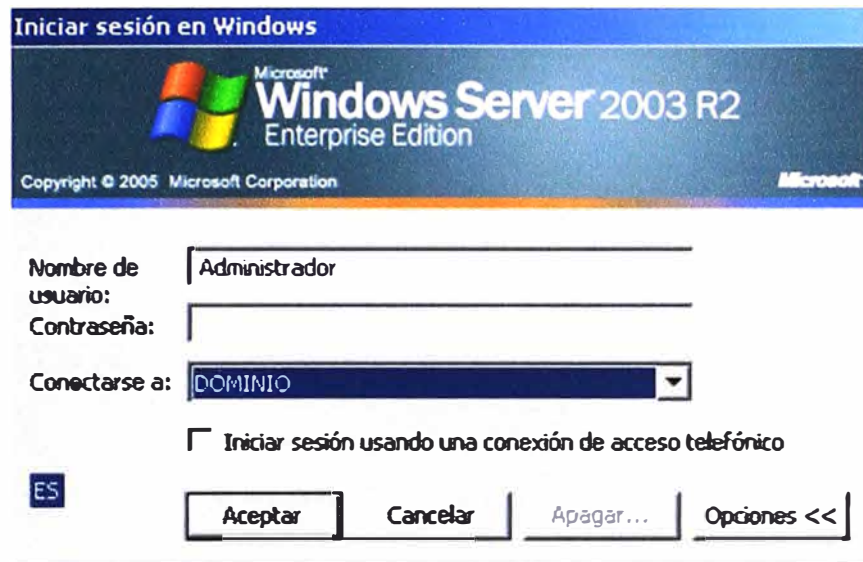 Iniciar sesión en Windows
Microsoft
Windows Server 2003 R2
Enterprise Edition
Copyright © 2005 Microsoft Corporation
Microsoft
Nombre de usuario:
Administrador
Contraseña:
Conectarse a:
DOMINIO
Iniciar sesión usando una conexión de acceso telefónico
ES
Aceptar
Cancelar
Apagar...
Opciones <<